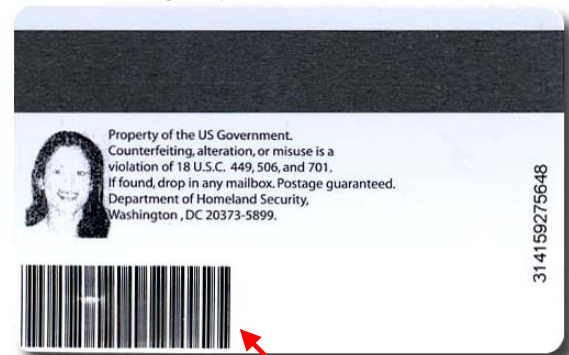 Property of the US Government.
Counterfeiting, alteration, or misuse is a
violation of 18 U.S.C. 449, 506, and 701.
If found, drop in any mailbox. Postage guaranteed.
Department of Homeland Security,
Washington , DC 20373-5899.
314159275648